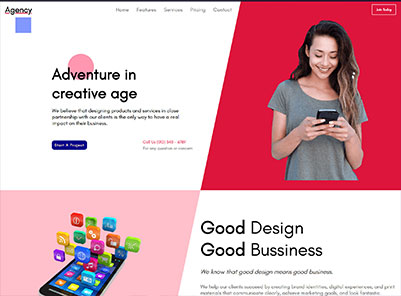 Agency
Home Features Services Pricing Contact
Join Today
Adventure in
creative age
We believe that designing products and services in close
partnership with our clients is the only way to have a real
impact on their business.
Start A Project
Call Us (012) 345 - 6789
For any question or concern
Good Design
Good Bussiness
We know that good design means good business.
We help our clients succeed by creating brand identities, digital experiences, and print
materials that communicate clearly, achieve marketing goals, and look fantastic.